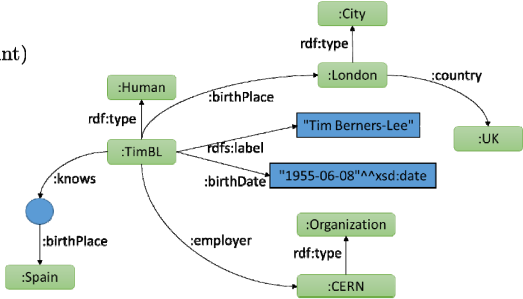 :City
rdf:type
nt)
:London
:country
:Human
:birthPlace
rdf:type
"Tim Berners-Lee"
:UK
:TimBL
rdfs:label
:knows
:birthDate
"1955-06-08"^^xsd:date
:Organization
:birthPlace
:employer
rdf:type
:Spain
:CERN